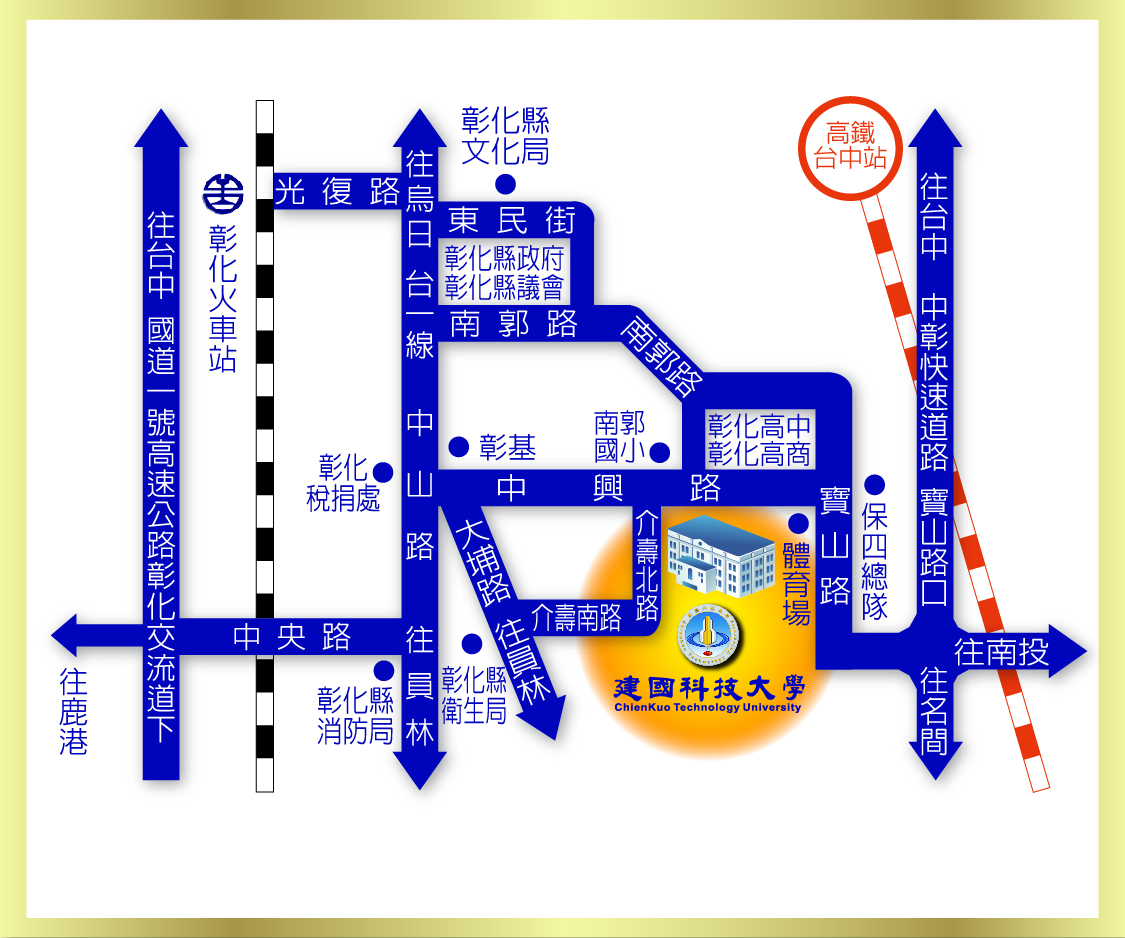 彰化縣
文化局
高鐵
台中站
光復路
往烏日 台一線 中山路 往員林
東民街
往台中 國道一號高速公路彰化交流道下
彰化火車站
彰化縣政府
彰化縣議會
往台中 中彰快速道路 寶山路口
南郭路
南郭路
南郭
國小
彰化高中
彰化高商
彰基
彰化
稅捐處
中興路
寶山路
保四總隊
大埔路 往員林
介壽北路
體育場
介壽南路
中央路
往鹿港
彰化縣
消防局
彰化縣
衛生局
建國科技大學
ChienKuo Technology University
往南投
往名間